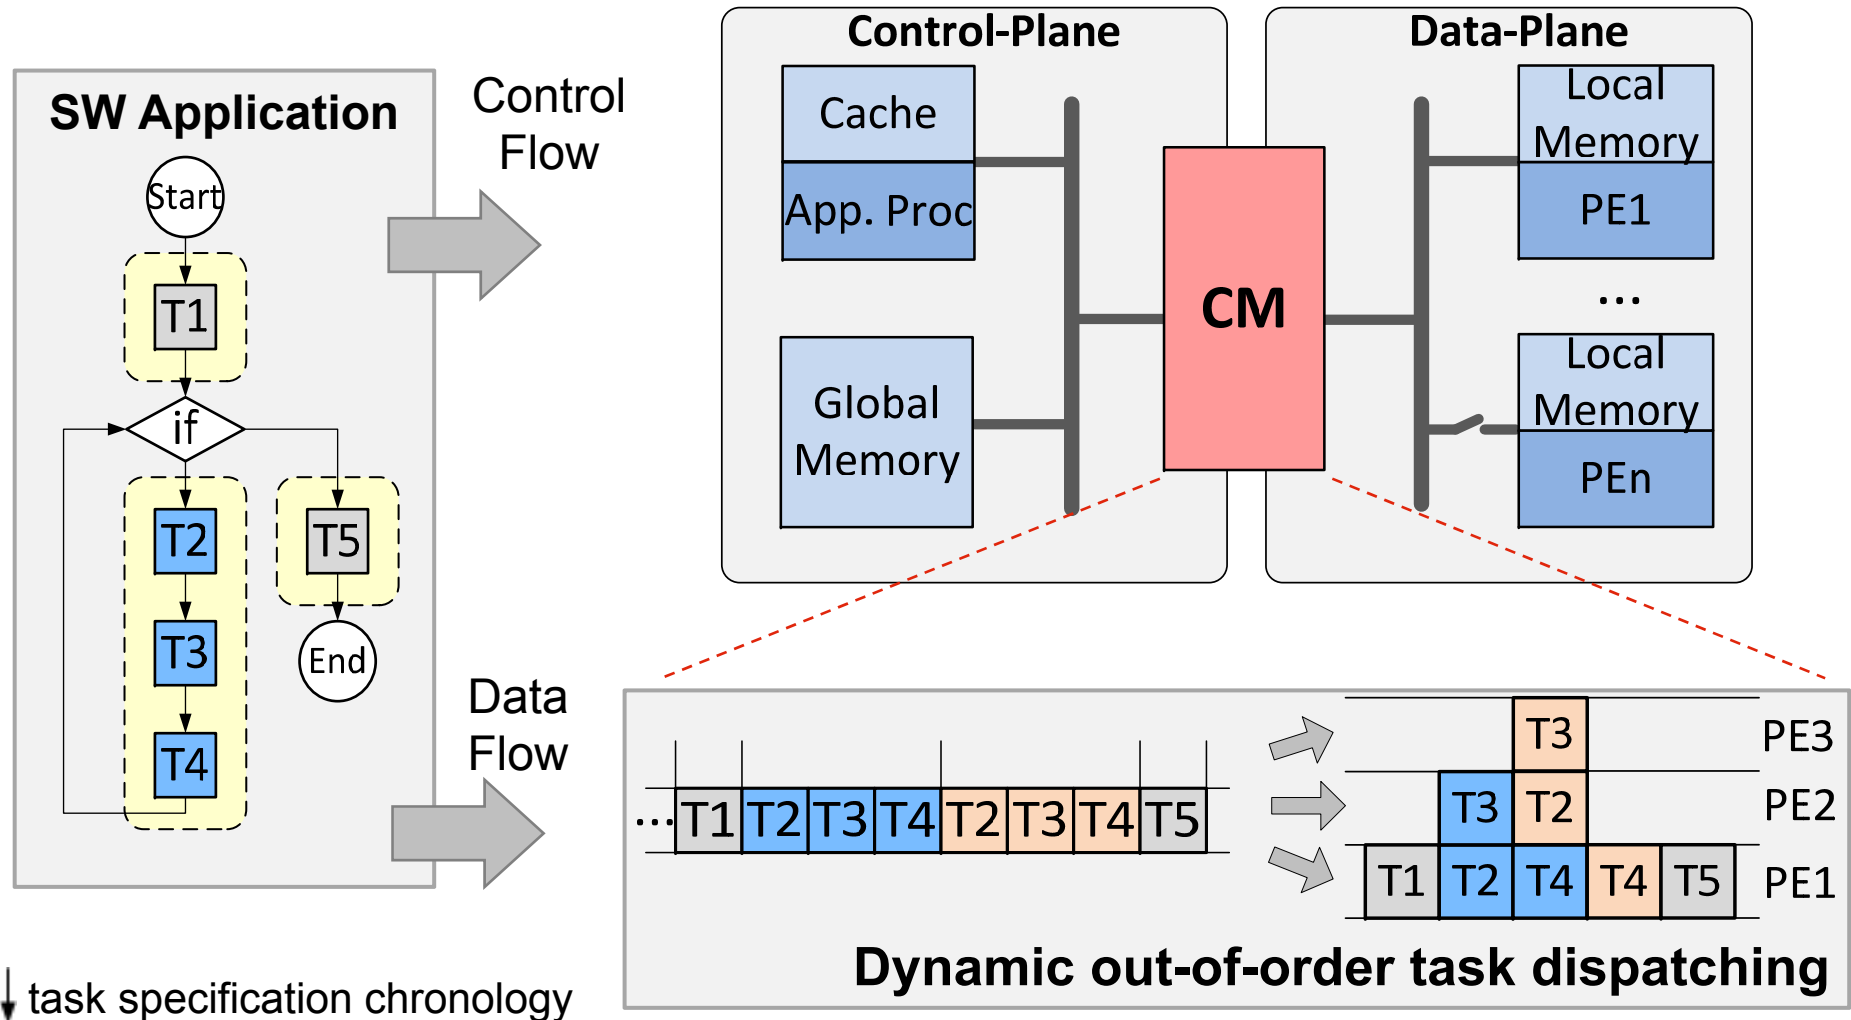 SW Application
Start
T1
if
T2
T5
T3
End
T4
Control
Flow
Data
Flow
Control-Plane
Cache
App. Proc
Global
Memory
CM
Data-Plane
Local
Memory
PE1
...
Local
Memory
PEn
... T1 T2 T3 T4 T2 T3 T4 T5
T3 PE3
T3 T2 PE2
T1 T2 T4 T4 T5 PE1
Dynamic out-of-order task dispatching
task specification chronology